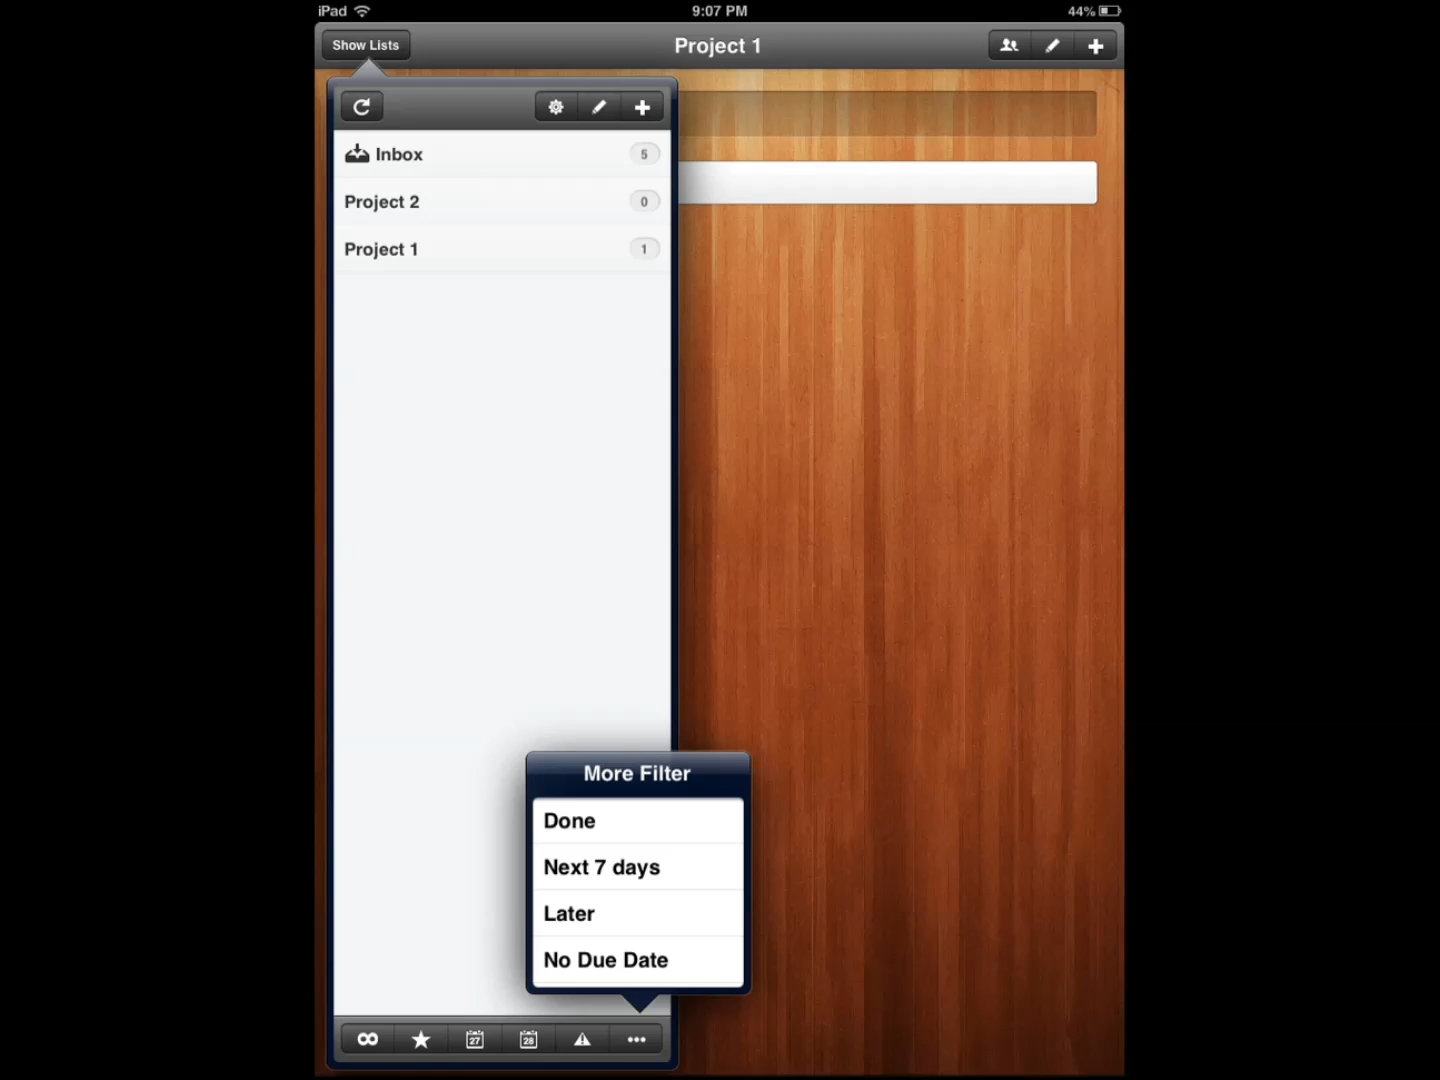 iPad
9:07 PM
44%
Show Lists
Project 1
Inbox
5
Project 2
0
Project 1
1
More Filter
Done
Next 7 days
Later
No Due Date
27
28